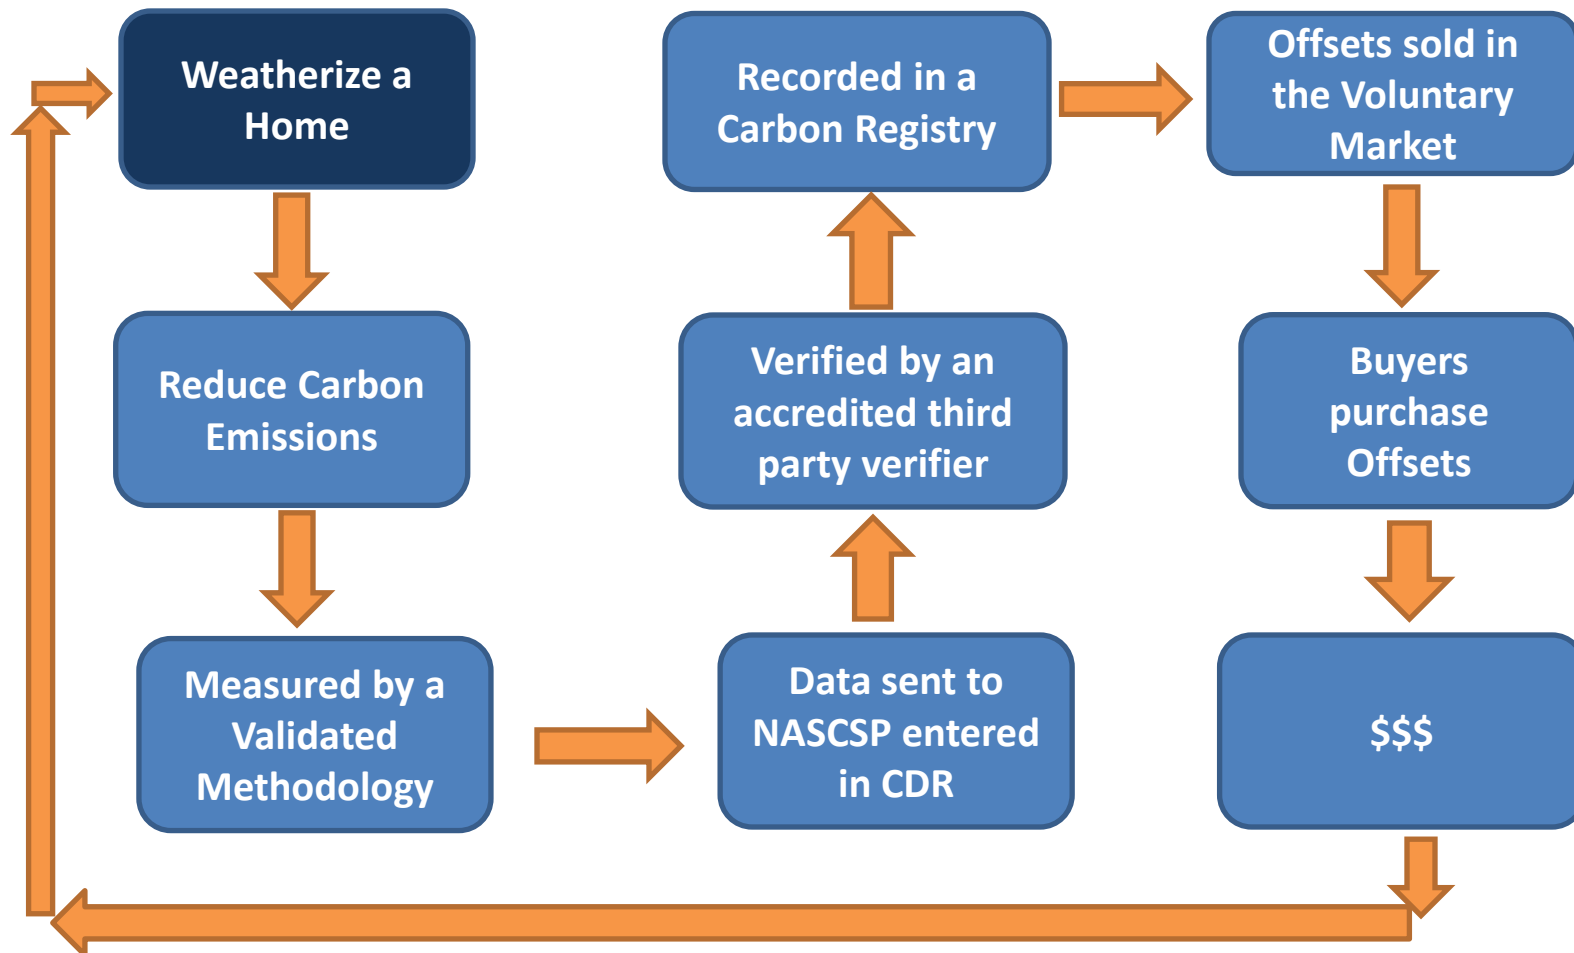 Weatherize a
Home
Reduce Carbon
Emissions
Measured by a
Validated
Methodology
Data sent to
NASCSP entered
in CDR
Verified by an
accredited third
party verifier
Recorded in a
Carbon Registry
Offsets sold in
the Voluntary
Market
Buyers
purchase
Offsets
$$$